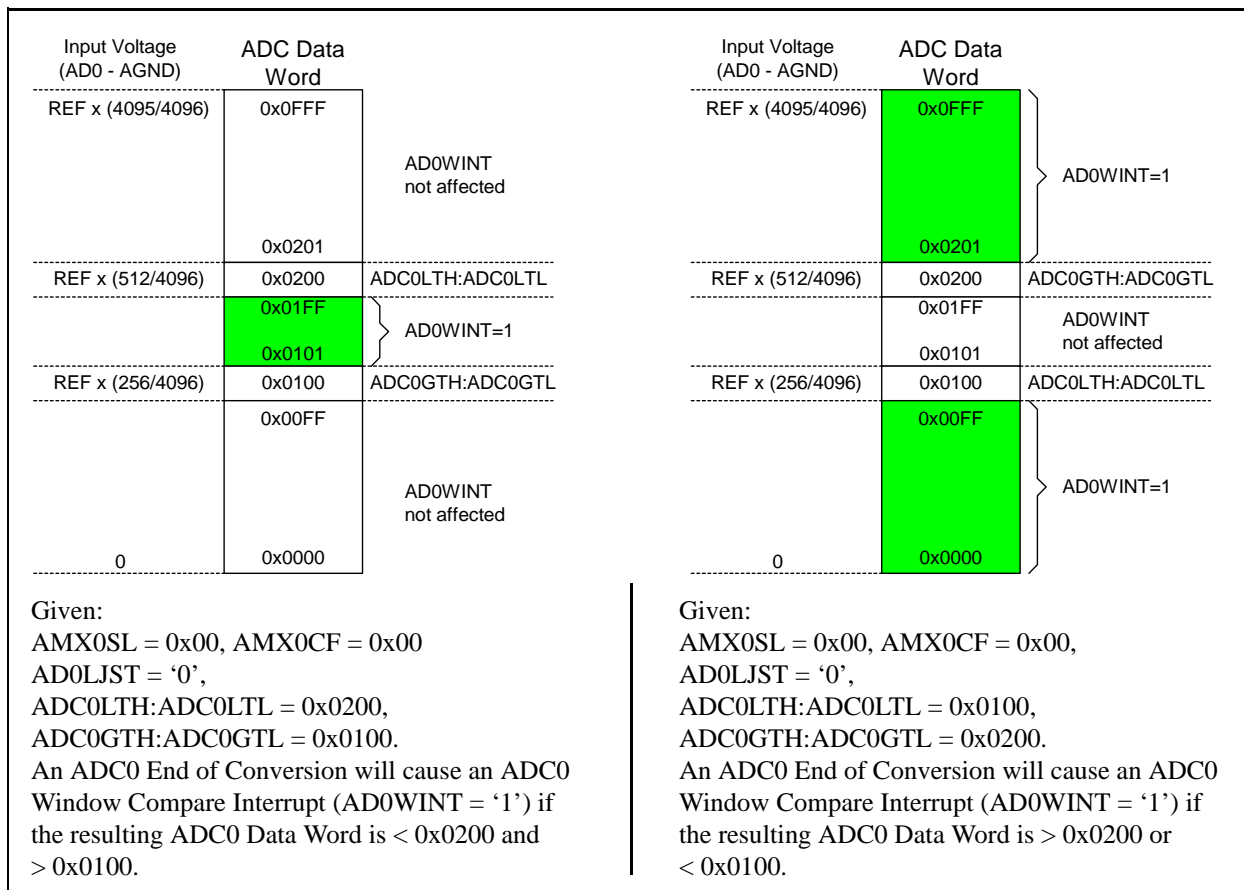 Input Voltage
(AD0 - AGND)
ADC Data
Word
REF x (4095/4096)
0x0FFF
AD0WINT
not affected
0x0201
REF x (512/4096)
0x0200
ADC0LTH:ADC0LTL
0x01FF
AD0WINT=1
0x0101
REF x (256/4096)
0x0100
ADC0GTH:ADC0GTL
0x00FF
AD0WINT
not affected
0
0x0000
Given:
AMX0SL = 0x00, AMX0CF = 0x00
AD0LJST = ‘0’,
ADC0LTH:ADC0LTL = 0x0200,
ADC0GTH:ADC0GTL = 0x0100.
An ADC0 End of Conversion will cause an ADC0
Window Compare Interrupt (AD0WINT = ‘1’) if
the resulting ADC0 Data Word is < 0x0200 and
> 0x0100.
Input Voltage
(AD0 - AGND)
ADC Data
Word
REF x (4095/4096)
0x0FFF
AD0WINT=1
0x0201
REF x (512/4096)
0x0200
ADC0GTH:ADC0GTL
0x01FF
AD0WINT
not affected
0x0101
REF x (256/4096)
0x0100
ADC0LTH:ADC0LTL
0x00FF
AD0WINT=1
0
0x0000
Given:
AMX0SL = 0x00, AMX0CF = 0x00,
AD0LJST = ‘0’,
ADC0LTH:ADC0LTL = 0x0100,
ADC0GTH:ADC0GTL = 0x0200.
An ADC0 End of Conversion will cause an ADC0
Window Compare Interrupt (AD0WINT = ‘1’) if
the resulting ADC0 Data Word is > 0x0200 or
< 0x0100.